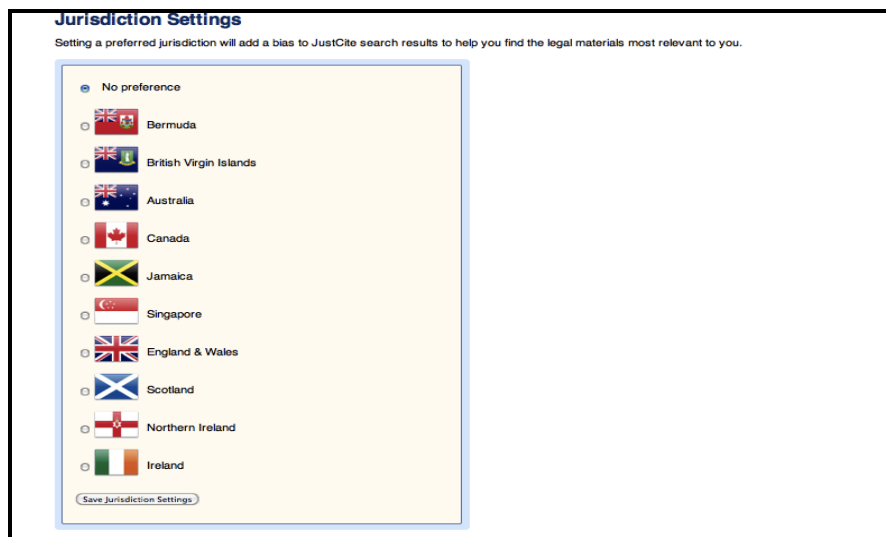 Jurisdiction Settings
Setting a preferred jurisdiction will add a bias to JustCite search results to help you find the legal materials most relevant to you.
No preference
Bermuda
British Virgin Islands
Australia
Canada
Jamaica
Singapore
England & Wales
Scotland
Northern Ireland
Ireland
Save Jurisdiction Settings